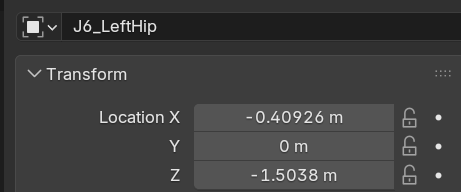 J6_LeftHip
Transform
Location X -0.40926 m
Y 0 m
Z -1.5038 m